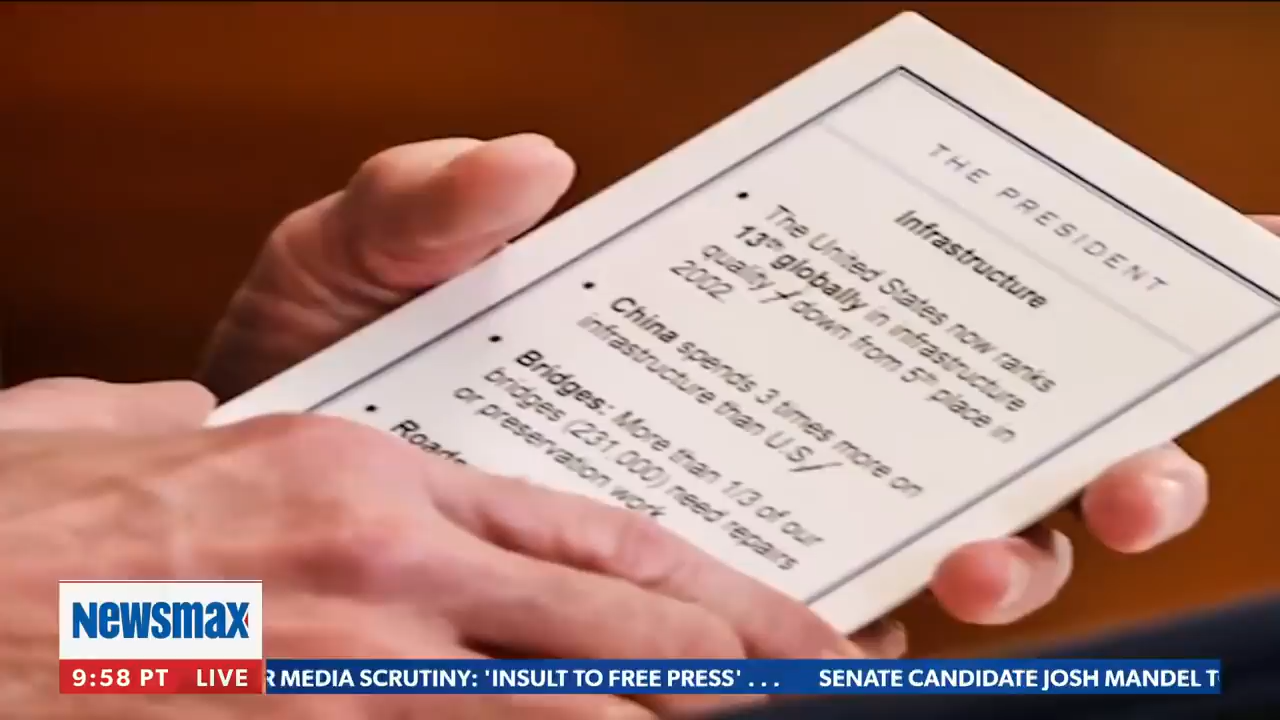 THE PRESIDENT
Infrastructure
• The United States now ranks
13th globally in infrastructure
quality / down from 5th place in
2002.
• China spends 3 times more on
infrastructure than U.S/
• Bridges: More than 1/3 of our
bridges (231,000) need repairs
or preservation work
• Roads
NEWSMAX
9:58 PT LIVE
R MEDIA SCRUTINY: 'INSULT TO FREE PRESS' . . . SENATE CANDIDATE JOSH MANDEL T